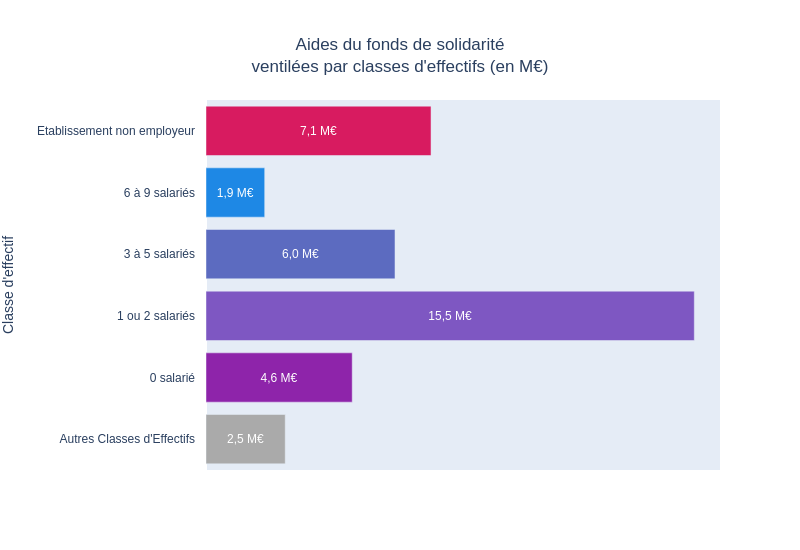 Aides du fonds de solidarité
ventilées par classes d'effectifs (en M€)
Classe d'effectif
Etablissement non employeur
7,1 M€
6 à 9 salariés
1,9 M€
3 à 5 salariés
6,0 M€
1 ou 2 salariés
15,5 M€
0 salarié
4,6 M€
Autres Classes d'Effectifs
2,5 M€